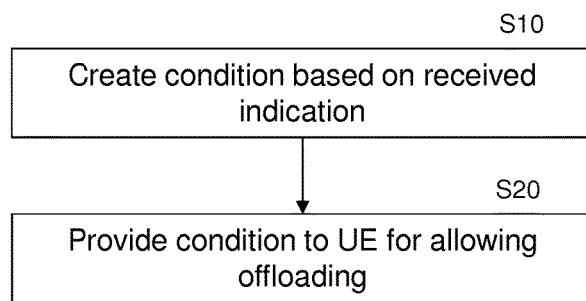 S10
Create condition based on received
indication
S20
Provide condition to UE for allowing
offloading